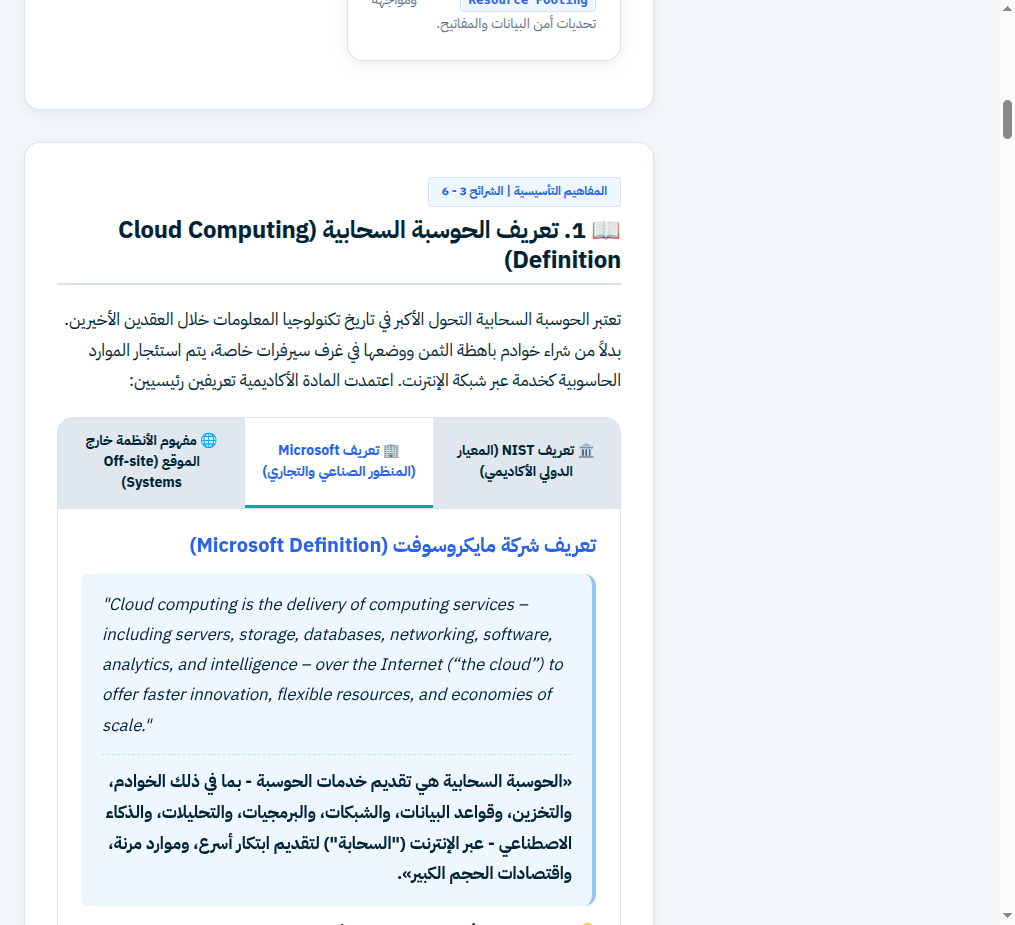 Resource Pooling ومواجهة
تحديات أمن البيانات والمفاتيح.
المفاهيم التأسيسية | الشرائح 3 - 6
📖 1. تعريف الحوسبة السحابية (Cloud Computing
Definition)
تعتبر الحوسبة السحابية التحول الأكبر في تاريخ تكنولوجيا المعلومات خلال العقدين الأخيرين.
بدلاً من شراء خوادم باهظة الثمن ووضعها في غرف سيرفرات خاصة، يتم استئجار الموارد
الحاسوبية كخدمة عبر شبكة الإنترنت. اعتمدت المادة الأكاديمية تعريفين رئيسيين:
🏛️ تعريف NIST (المعيار
الدولي الأكاديمي)
🏢 تعريف Microsoft
(المنظور الصناعي والتجاري)
🌐 مفهوم الأنظمة خارج
الموقع (Off-site
Systems)
تعريف شركة مايكروسوفت (Microsoft Definition)
"Cloud computing is the delivery of computing services –
including servers, storage, databases, networking, software,
analytics, and intelligence – over the Internet (“the cloud”) to
offer faster innovation, flexible resources, and economies of
scale."
«الحوسبة السحابية هي تقديم خدمات الحوسبة - بما في ذلك الخوادم،
والتخزين، وقواعد البيانات، والشبكات، والبرمجيات، والتحليلات، والذكاء
الاصطناعي - عبر الإنترنت ("السحابة") لتقديم ابتكار أسرع، وموارد مرنة،
واقتصادات الحجم الكبير».